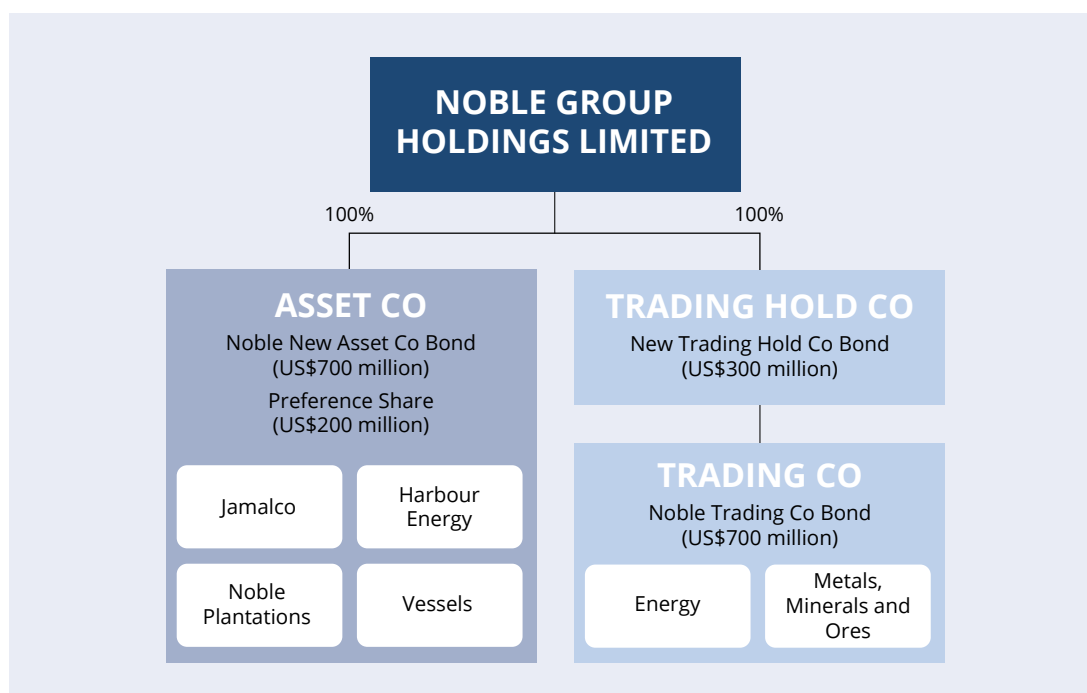 NOBLE GROUP
HOLDINGS LIMITED
100%
100%
ASSET CO
Noble New Asset Co Bond
(US$700 million)
Preference Share
(US$200 million)
Jamalco
Harbour
Energy
Noble
Plantations
Vessels
TRADING HOLD CO
New Trading Hold Co Bond
(US$300 million)
TRADING CO
Noble Trading Co Bond
(US$700 million)
Energy
Metals,
Minerals and
Ores